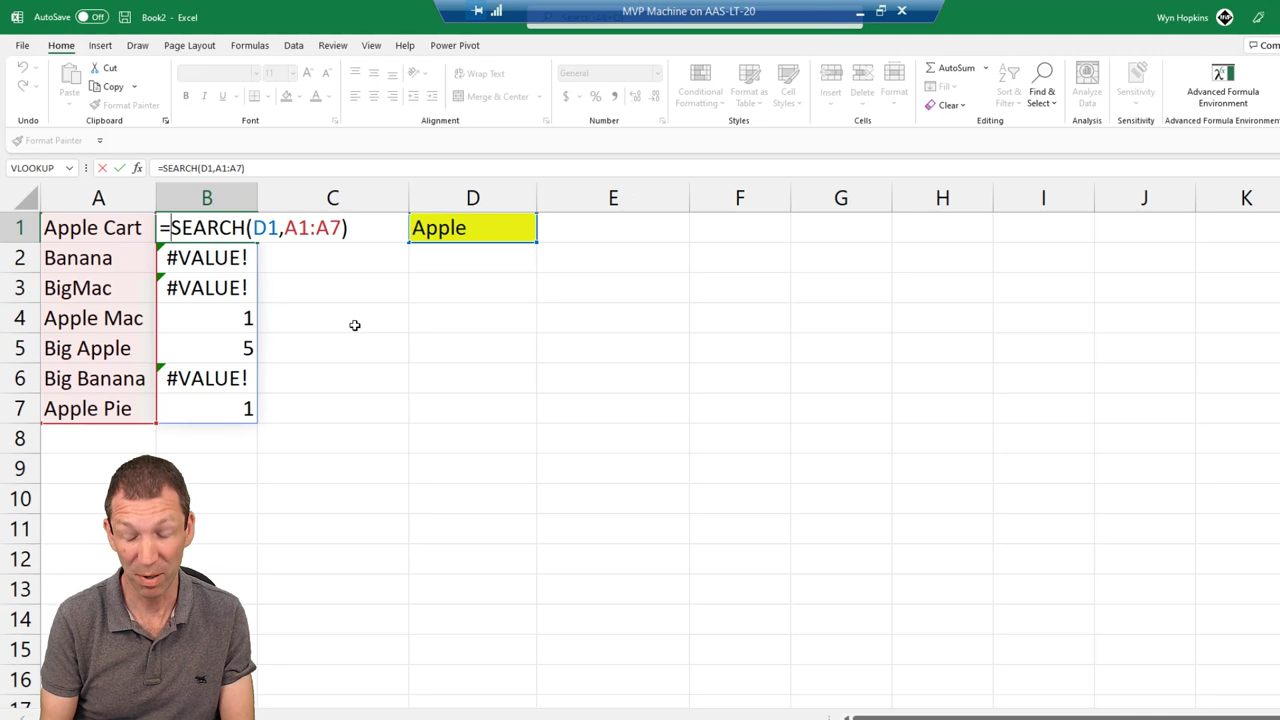 AutoSave Off Book2 - Excel
MVP Machine on AAS-LT-20
Wyn Hopkins
File Home Insert Draw Page Layout Formulas Data Review View Help Power Pivot
Com
Undo
Paste
Cut
Copy
Format Painter
Clipboard
11
Font
Wrap Text
Merge & Center
Alignment
General
Number
Conditional Formatting
Format as Table
Cell Styles
Styles
Insert
Delete
Format
Cells
AutoSum
Fill
Clear
Sort & Filter
Find & Select
Editing
Analyze Data
Analysis
Sensitivity
Sensitivity
Advanced Formula Environment
Advanced Formula Environment
Format Painter
VLOOKUP fx =SEARCH(D1,A1:A7)
A B C D E F G H I J K
1 Apple Cart =SEARCH(D1,A1:A7) Apple
2 Banana #VALUE!
3 BigMac #VALUE!
4 Apple Mac 1
5 Big Apple 5
6 Big Banana #VALUE!
7 Apple Pie 1
8
9
10
11
12
13
14
15
16
17